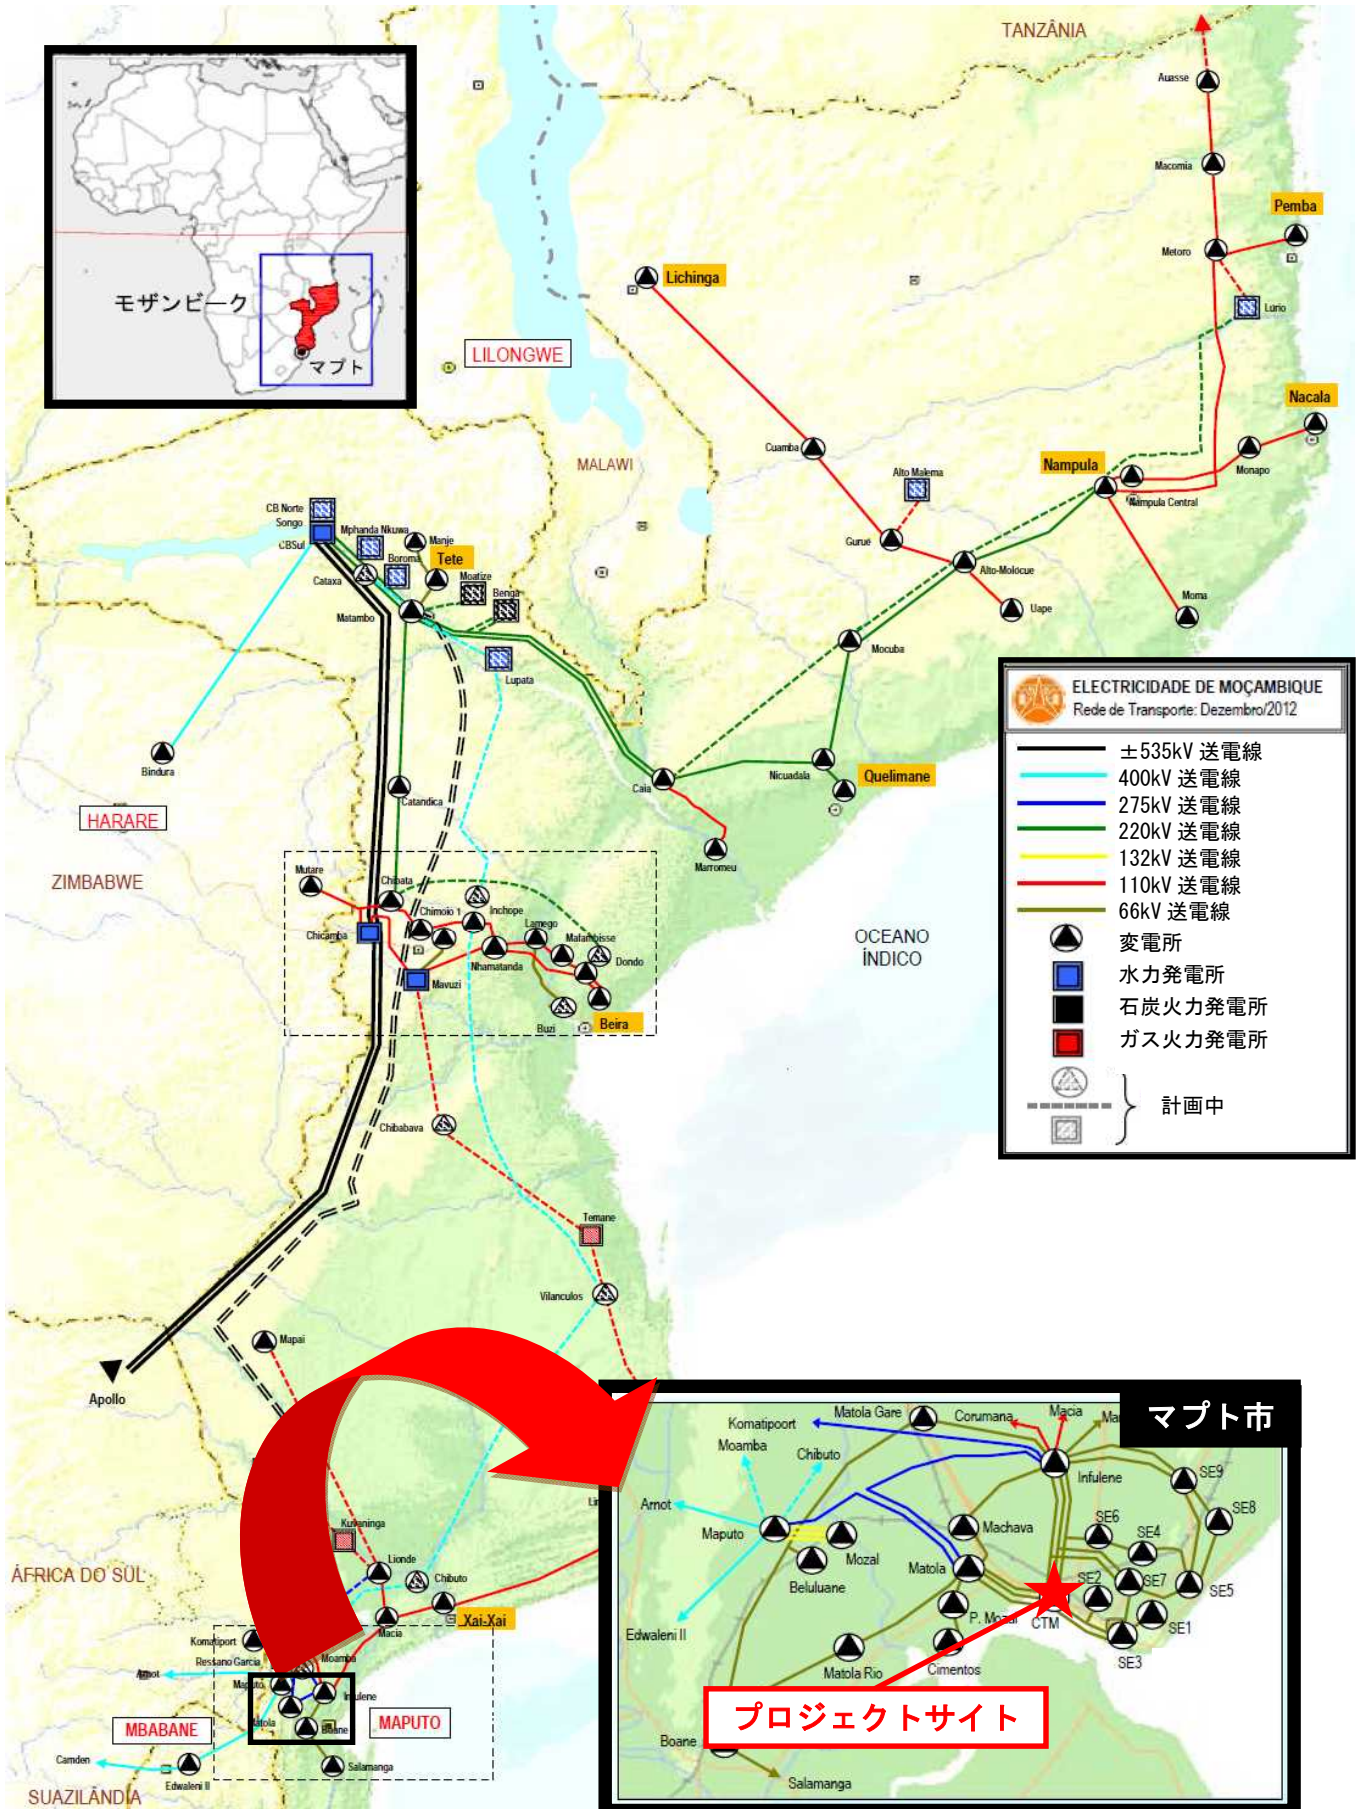 TANZÂNIA
Auasse
Macomia
Pemba
Metoro
Lurio
モザンビーク
マプト
Lichinga
LILONGWE
Nacala
MALAWI
Cuamba
Alto Malema
Nampula
Monapo
Nampula Central
CB Norte
Songo
CBSul
Mphanda Nkuwa
Manje
Boroma
Tete
Cataxa
Moatize
Benga
Matambo
Gurué
Alto-Molócue
Uape
Moma
Mocuba
Lupata
Bindura
HARARE
Catandica
Caia
Nicuadala
Quelimane
Marromeu
ELECTRICIDADE DE MOÇAMBIQUE
Rede de Transporte: Dezembro/2012
±535kV 送電線
400kV 送電線
275kV 送電線
220kV 送電線
132kV 送電線
110kV 送電線
66kV 送電線
変電所
水力発電所
石炭火力発電所
ガス火力発電所
計画中
ZIMBABWE
Mutare
Chibata
Chimoio 1
Inchope
Lamego
Matambisse
Chicamba
Nhamatanda
Dondo
Mavuzi
Buzi
Beira
OCEANO
ÍNDICO
Chibabava
Temane
Vilanculos
Mapai
Apollo
Kuvaninga
Lionde
Chibuto
Xai-Xai
Macia
ÁFRICA DO SUL
Komatiport
Ressano Garcia
Moamba
Arnot
Maputo
Infulene
Matola
Boane
MBABANE
MAPUTO
Camden
Edwaleni II
Salamanga
SUAZILÂNDIA
マプト市
Komatipoort
Matola Gare
Corumana
Macia
Moamba
Chibuto
Infulene
SE9
Arnot
SE8
Maputo
Mozal
Machava
SE6
SE4
Beluluane
Matola
SE2
SE7
SE5
P. Mozal
CTM
SE1
Edwaleni II
Matola Rio
Cimentos
SE3
プロジェクトサイト
Boane
Salamanga